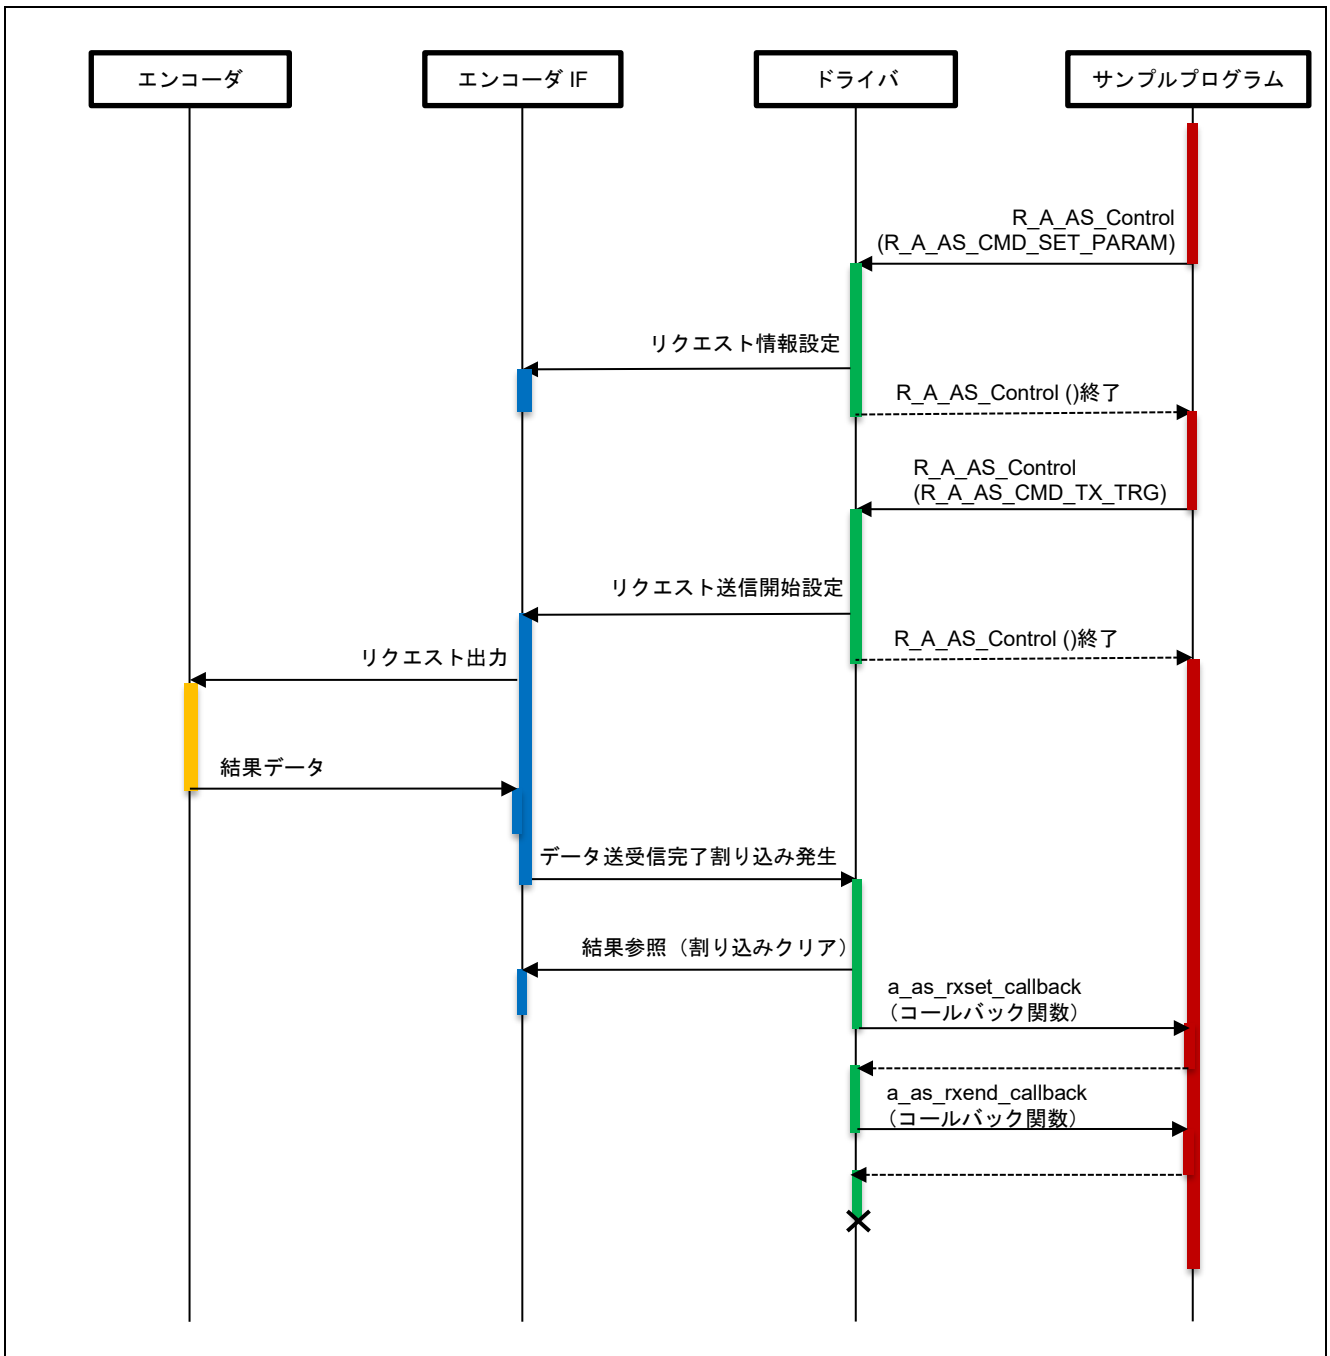 エンコーダ
エンコーダ IF
ドライバ
サンプルプログラム
R_A_AS_Control
(R_A_AS_CMD_SET_PARAM)
リクエスト情報設定
R_A_AS_Control ()終了
R_A_AS_Control
(R_A_AS_CMD_TX_TRG)
リクエスト送信開始設定
R_A_AS_Control ()終了
リクエスト出力
結果データ
データ送受信完了割り込み発生
結果参照（割り込みクリア）
a_as_rxset_callback
（コールバック関数）
a_as_rxend_callback
（コールバック関数）